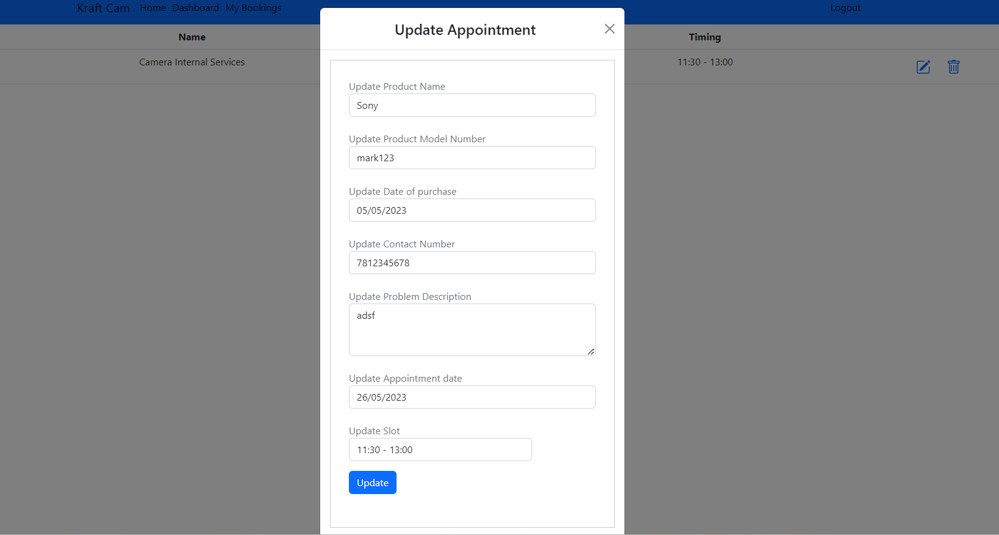 Kraft Cam Home Dashboard My Bookings Logout
Name Timing
Camera Internal Services 11:30 - 13:00
Update Appointment
Update Product Name
Sony
Update Product Model Number
mark123
Update Date of purchase
05/05/2023
Update Contact Number
7812345678
Update Problem Description
adsf
Update Appointment date
26/05/2023
Update Slot
11:30 - 13:00
Update